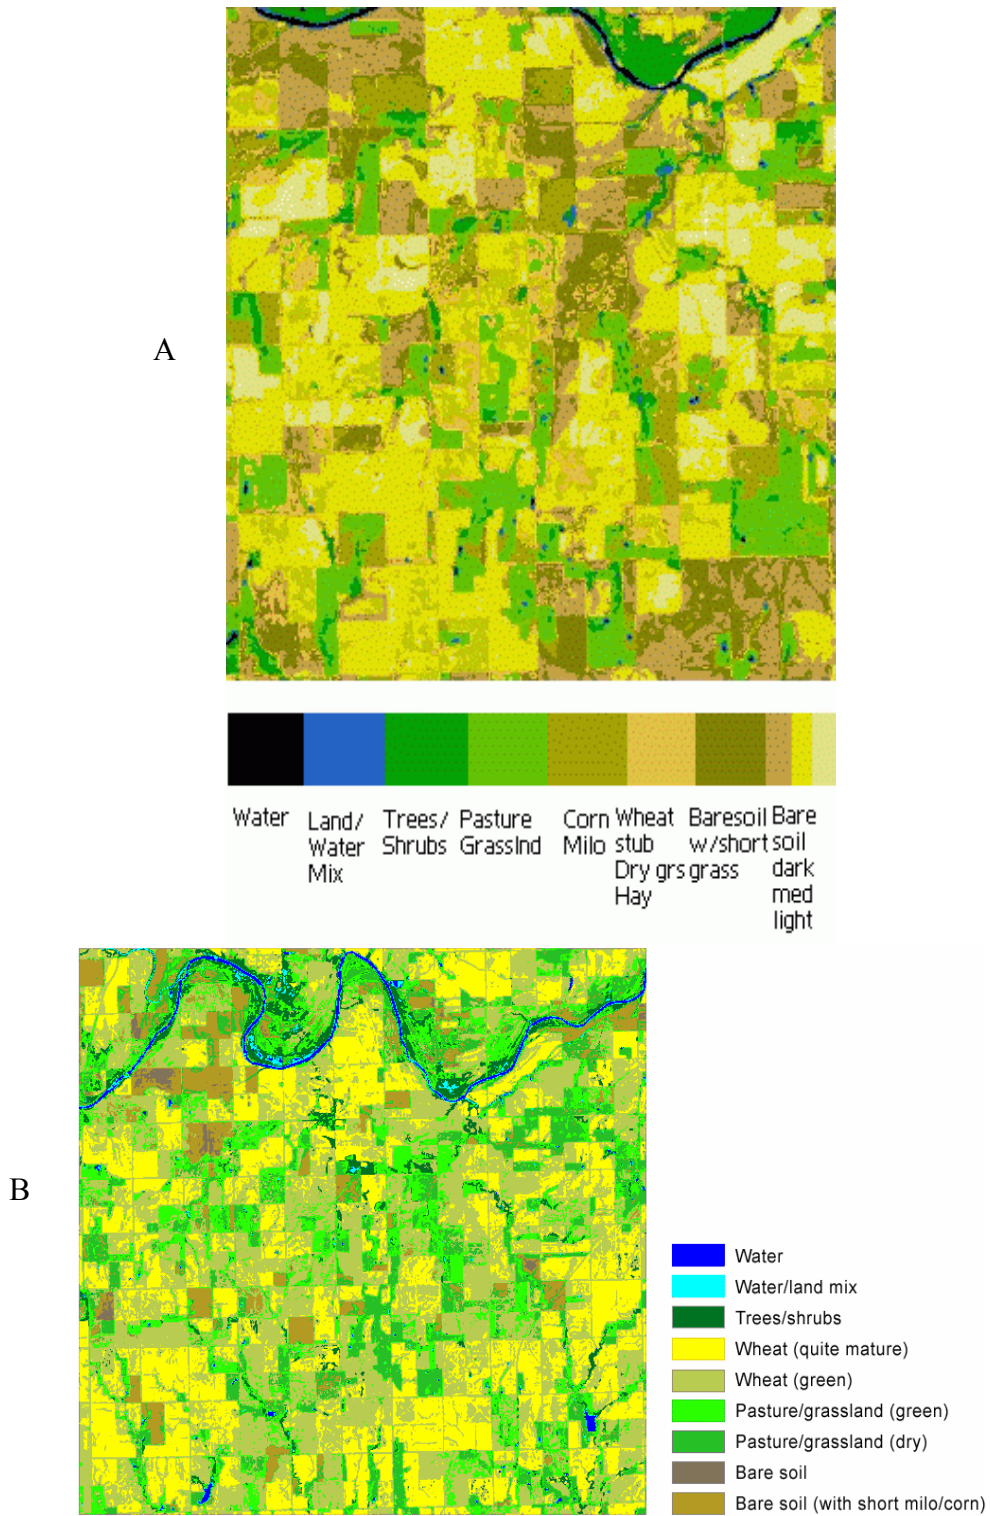 A
Water
Land/
Water
Mix
Trees/
Shrubs
Pasture
Grasslnd
Corn
Milo
Wheat
stub
Dry grs
Hay
Baresoil
w/short
grass
Bare
soil
dark
med
light
B
Water
Water/land mix
Trees/shrubs
Wheat (quite mature)
Wheat (green)
Pasture/grassland (green)
Pasture/grassland (dry)
Bare soil
Bare soil (with short milo/corn)